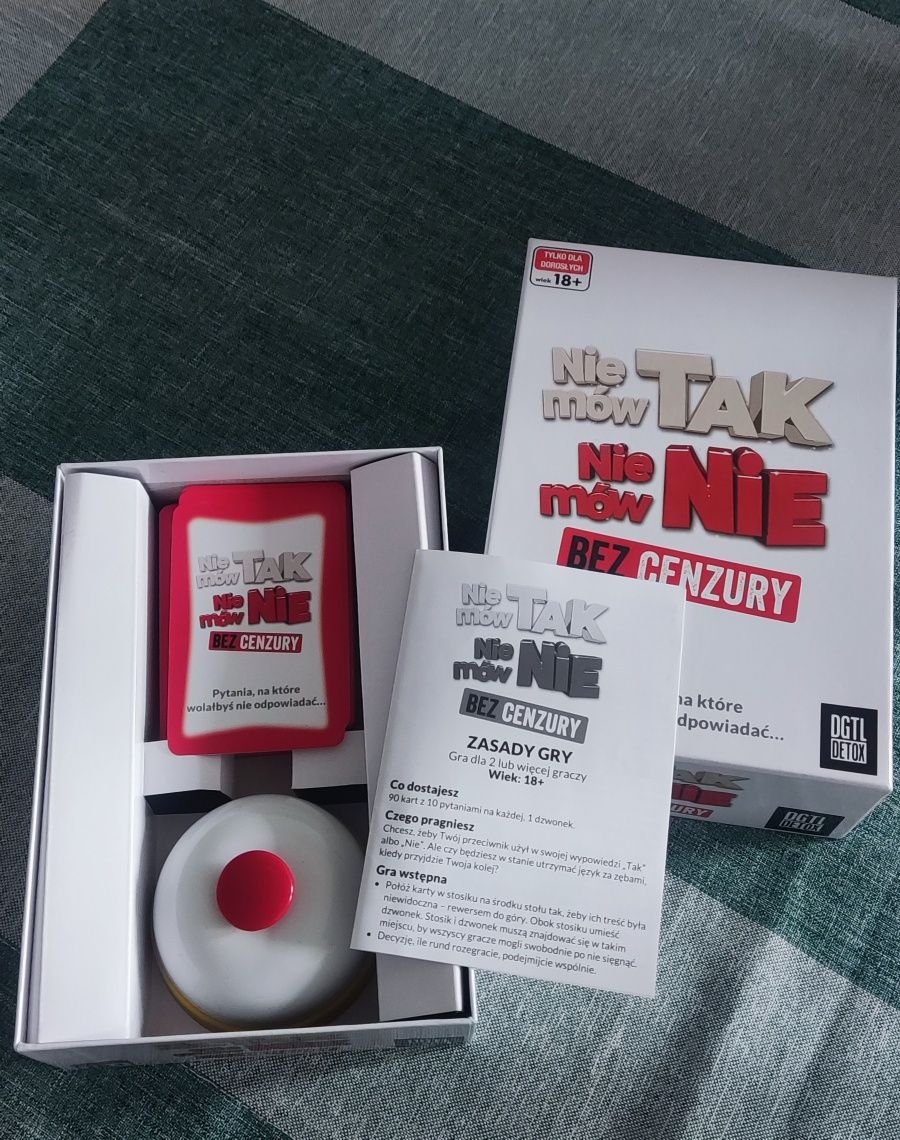 TYLKO DLA
DOROSŁYCH
wiek 18+
Nie
mów TAK
Nie
mów NiE
BEZ CENZURY
na które
dpowiadać...
DGTL
DETOX
TAK
NiE
URY
DGTL
DETOX
Nie
mów TAK
Nie
mów NiE
BEZ CENZURY
Pytania, na które
wolałbyś nie odpowiadać...
Nie
mów TAK
Nie
mów NiE
BEZ CENZURY
ZASADY GRY
Gra dla 2 lub więcej graczy
Wiek: 18+
Co dostajesz
90 kart z 10 pytaniami na każdej, 1 dzwonek.
Czego pragniesz
Chcesz, żeby Twój przeciwnik użył w swojej wypowiedzi „Tak"
albo „Nie". Ale czy będziesz w stanie utrzymać język za zębami,
kiedy przyjdzie Twoja kolej?
Gra wstępna
• Połóż karty w stosiku na środku stołu tak, żeby ich treść była
niewidoczna – rewersem do góry. Obok stosiku umieść
dzwonek. Stosik i dzwonek muszą znajdować się w takim
miejscu, by wszyscy gracze mogli swobodnie po nie sięgnąć.
• Decyzję, ile rund rozegracie, podejmijcie wspólnie.